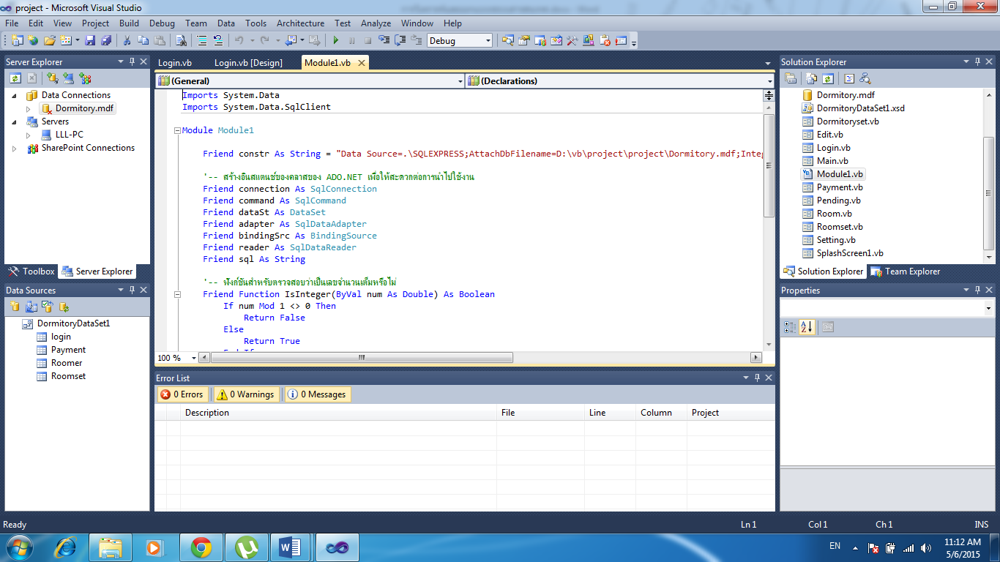 project - Microsoft Visual Studio
File Edit View Project Build Debug Team Data Tools Architecture Test Analyze Window Help
Debug
Server Explorer
Data Connections
Dormitory.mdf
Servers
LLL-PC
SharePoint Connections
Toolbox Server Explorer
Data Sources
DormitoryDataSet1
login
Payment
Roomer
Roomset
Login.vb Login.vb [Design] Module1.vb
(General) (Declarations)
Imports System.Data
Imports System.Data.SqlClient
Module Module1
Friend constr As String = "Data Source=.\SQLEXPRESS;AttachDbFilename=D:\vb\project\project\Dormitory.mdf;Integ
'-- สร้างอินสแตนซ์ของคลาสของ ADO.NET เพื่อให้สะดวกต่อการนำไปใช้งาน
Friend connection As SqlConnection
Friend command As SqlCommand
Friend dataSt As DataSet
Friend adapter As SqlDataAdapter
Friend bindingSrc As BindingSource
Friend reader As SqlDataReader
Friend sql As String
'-- ฟังก์ชันสำหรับตรวจสอบว่าเป็นเลขจำนวนเต็มหรือไม่
Friend Function IsInteger(ByVal num As Double) As Boolean
If num Mod 1 <> 0 Then
Return False
Else
Return True
End If
100 %
Error List
0 Errors 0 Warnings 0 Messages
Description File Line Column Project
Solution Explorer
Dormitory.mdf
DormitoryDataSet1.xsd
Dormitoryset.vb
Edit.vb
Login.vb
Main.vb
Module1.vb
Payment.vb
Pending.vb
Room.vb
Roomset.vb
Setting.vb
SplashScreen1.vb
Solution Explorer Team Explorer
Properties
Ready Ln 1 Col 1 Ch 1 INS
EN
11:12 AM
5/6/2015